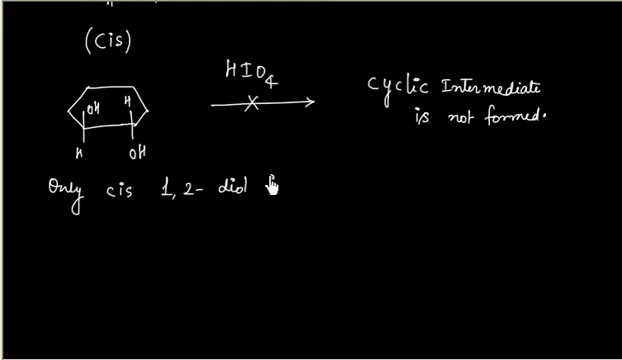 (Cis)
HIO4
Cyclic Intermediate
is not formed.
OH H
H OH
Only cis 1,2- diol